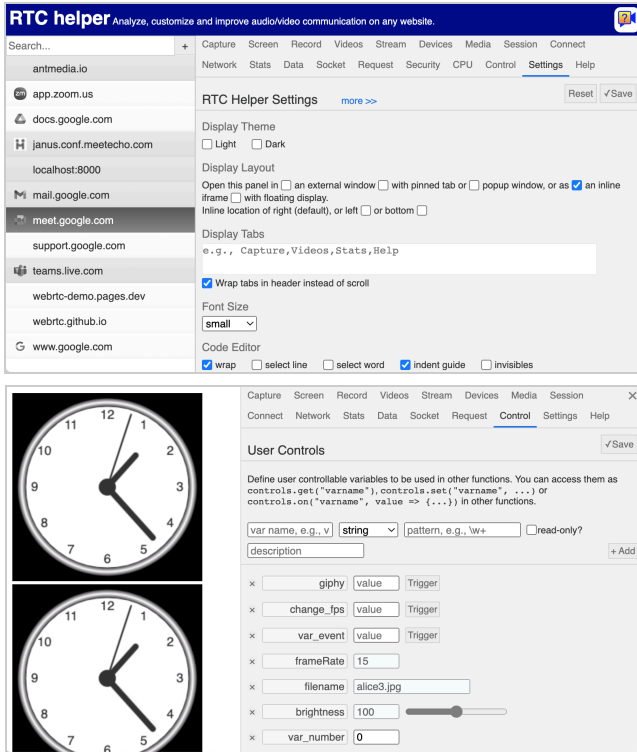 RTC helper Analyze, customize and improve audio/video communication on any website.
Search... +
antmedia.io
app.zoom.us
docs.google.com
janus.conf.meetecho.com
localhost:8000
mail.google.com
meet.google.com
support.google.com
teams.live.com
webrtc-demo.pages.dev
webrtc.github.io
www.google.com
Capture Screen Record Videos Stream Devices Media Session Connect
Network Stats Data Socket Request Security CPU Control Settings Help
RTC Helper Settings more >> Reset ✓Save
Display Theme
Light Dark
Display Layout
Open this panel in an external window with pinned tab or popup window, or as an inline
iframe with floating display.
Inline location of right (default), or left or bottom
Display Tabs
e.g., Capture,Videos,Stats,Help
Wrap tabs in header instead of scroll
Font Size
small
Code Editor
wrap select line select word indent guide invisibles
12
11 1
10 2
9 3
8 4
7 5
6
12
11 1
10 2
9 3
8 4
7 5
6
Capture Screen Record Videos Stream Devices Media Session ×
Connect Network Stats Data Socket Request Control Settings Help
User Controls ✓Save
Define user controllable variables to be used in other functions. You can access them as
controls.get("varname"), controls.set("varname", ...) or
controls.on("varname", value => {...}) in other functions.
var name, e.g., v string pattern, e.g., \w+ read-only?
description + Add
× giphy value Trigger
× change_fps value Trigger
× var_event value Trigger
× frameRate 15
× filename alice3.jpg
× brightness 100
× var_number 0